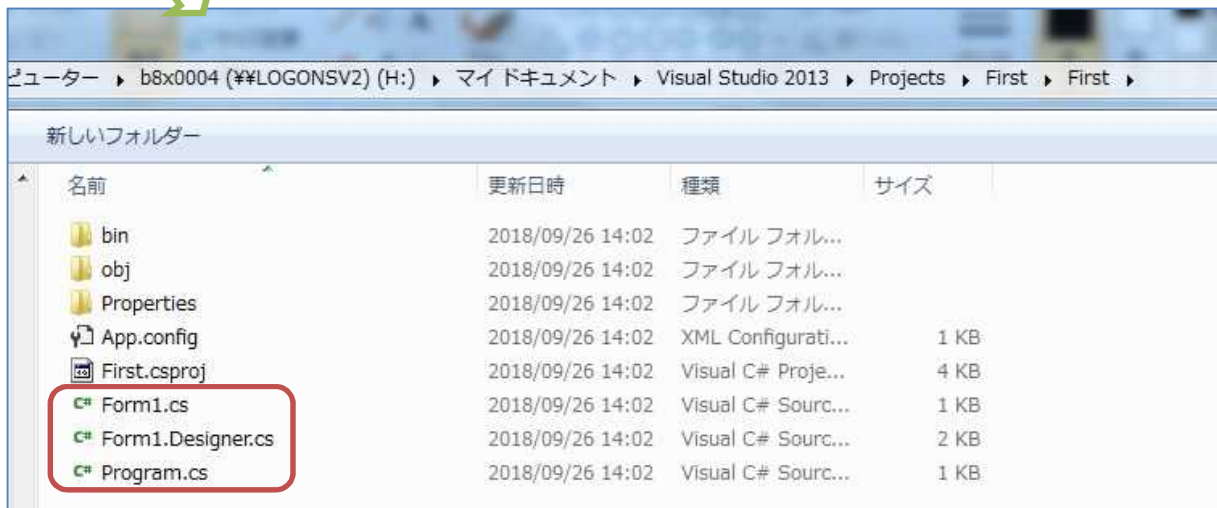 ピューター ▸ b8x0004 (¥¥LOGONSV2) (H:) ▸ マイ ドキュメント ▸ Visual Studio 2013 ▸ Projects ▸ First ▸ First ▸
新しいフォルダー
名前 更新日時 種類 サイズ
bin 2018/09/26 14:02 ファイル フォル...
obj 2018/09/26 14:02 ファイル フォル...
Properties 2018/09/26 14:02 ファイル フォル...
App.config 2018/09/26 14:02 XML Configurati... 1 KB
First.csproj 2018/09/26 14:02 Visual C# Proje... 4 KB
C# Form1.cs 2018/09/26 14:02 Visual C# Sourc... 1 KB
C# Form1.Designer.cs 2018/09/26 14:02 Visual C# Sourc... 2 KB
C# Program.cs 2018/09/26 14:02 Visual C# Sourc... 1 KB